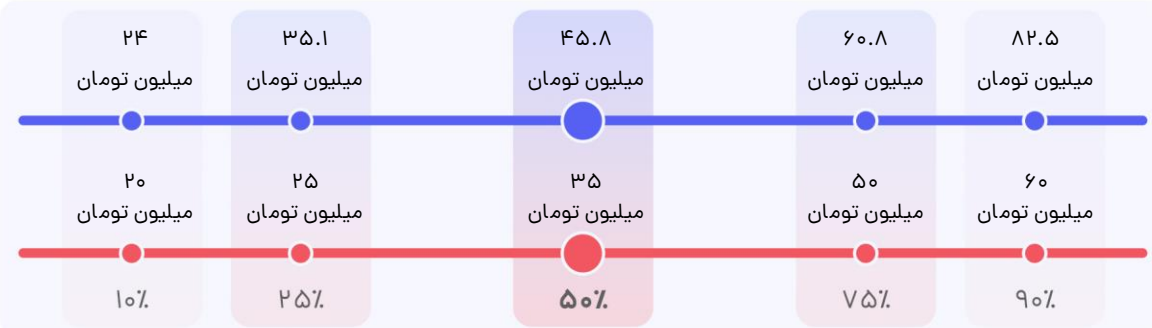 ۲۴ ۳۵.۱ ۴۵.۸ ۶۰.۸ ۸۲.۵
میلیون تومان میلیون تومان میلیون تومان میلیون تومان میلیون تومان
۲۰ ۲۵ ۳۵ ۵۰ ۶۰
میلیون تومان میلیون تومان میلیون تومان میلیون تومان میلیون تومان
۱۰٪ ۲۵٪ ۵۰٪ ۷۵٪ ۹۰٪